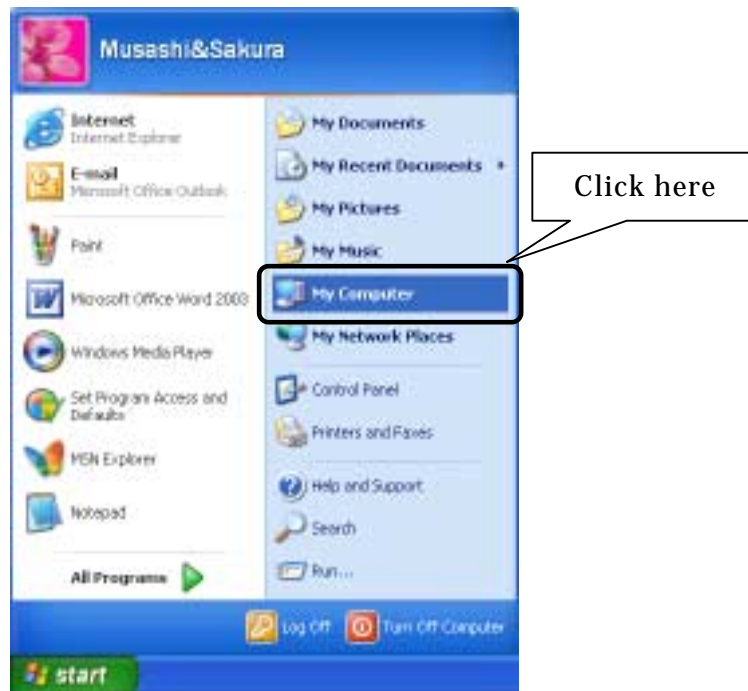 Musashi&Sakura
Internet
Internet Explorer
E-mail
Microsoft Office Outlook
Paint
Microsoft Office Word 2003
Windows Media Player
Set Program Access and
Defaults
MSN Explorer
Notepad
All Programs
My Documents
My Recent Documents
My Pictures
My Music
My Computer
My Network Places
Control Panel
Printers and Faxes
Help and Support
Search
Run...
Click here
Log Off
Turn Off Computer
start